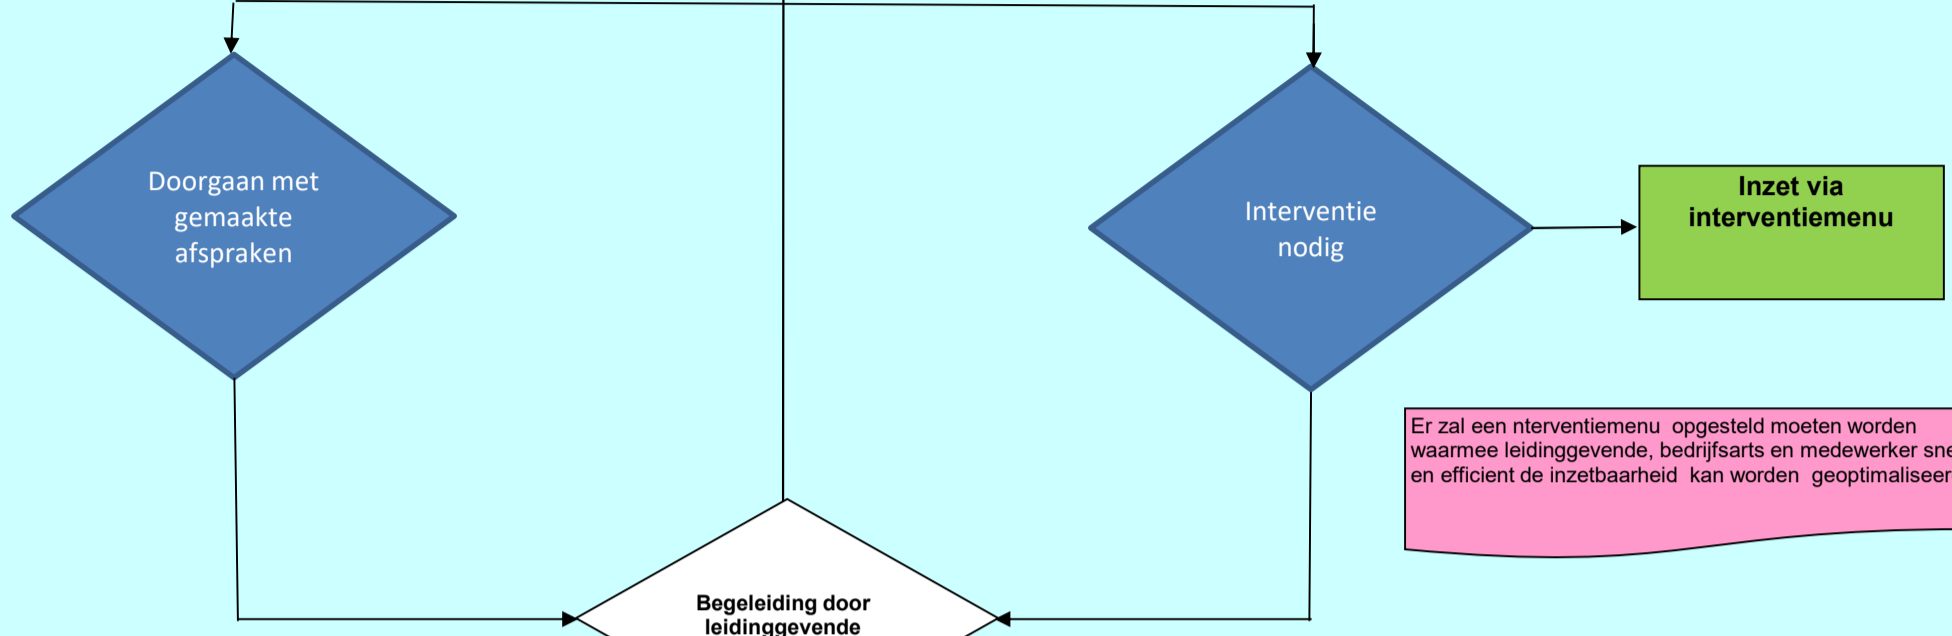 Doorgaan met
gemaakte
afspraken
Interventie
nodig
Inzet via
interventiemenu
Er zal een nterventiemenu opgesteld moeten worden
waarmee leidinggevende, bedrijfsarts en medewerker
en efficient de inzetbaarheid kan worden
Begeleiding door
leidinggevende